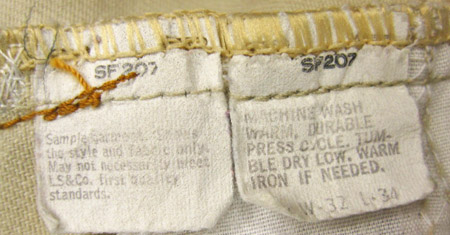 SF207
Sample garment. Shows
the style and fabric only.
May not necessarily meet
LS&Co. first quality
standards.
SF207
MACHINE WASH
WARM, DURABLE
PRESS CYCLE. TUM-
BLE DRY LOW. WARM
IRON IF NEEDED.
W-32 L-34